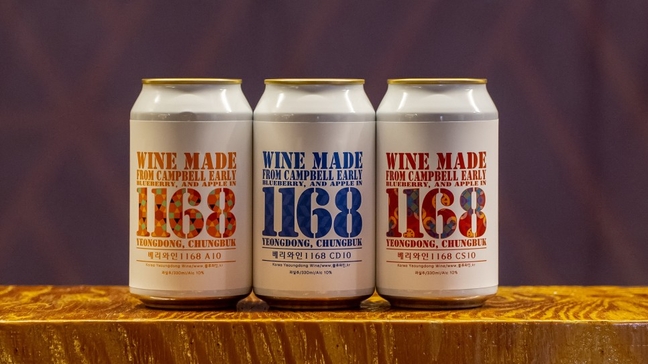 WINE MADE
FROM CAMPBELL EARLY
BLUEBERRY, AND APPLE IN
1168
YEONGDONG, CHUNGBUK
베리와인 1168 A10
WINE MADE
FROM CAMPBELL EARLY
BLUEBERRY, AND APPLE IN
1168
YEONGDONG, CHUNGBUK
베리와인 1168 CD10
WINE MADE
FROM CAMPBELL EARLY
BLUEBERRY, AND APPLE IN
1168
YEONGDONG, CHUNGBUK
베리와인 1168 CS10